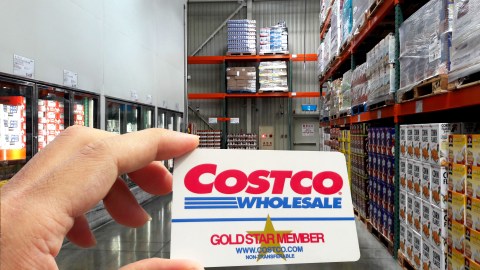 COSTCO
WHOLESALE
GOLD STAR MEMBER
WWW.COSTCO.COM
NON-TRANSFERABLE